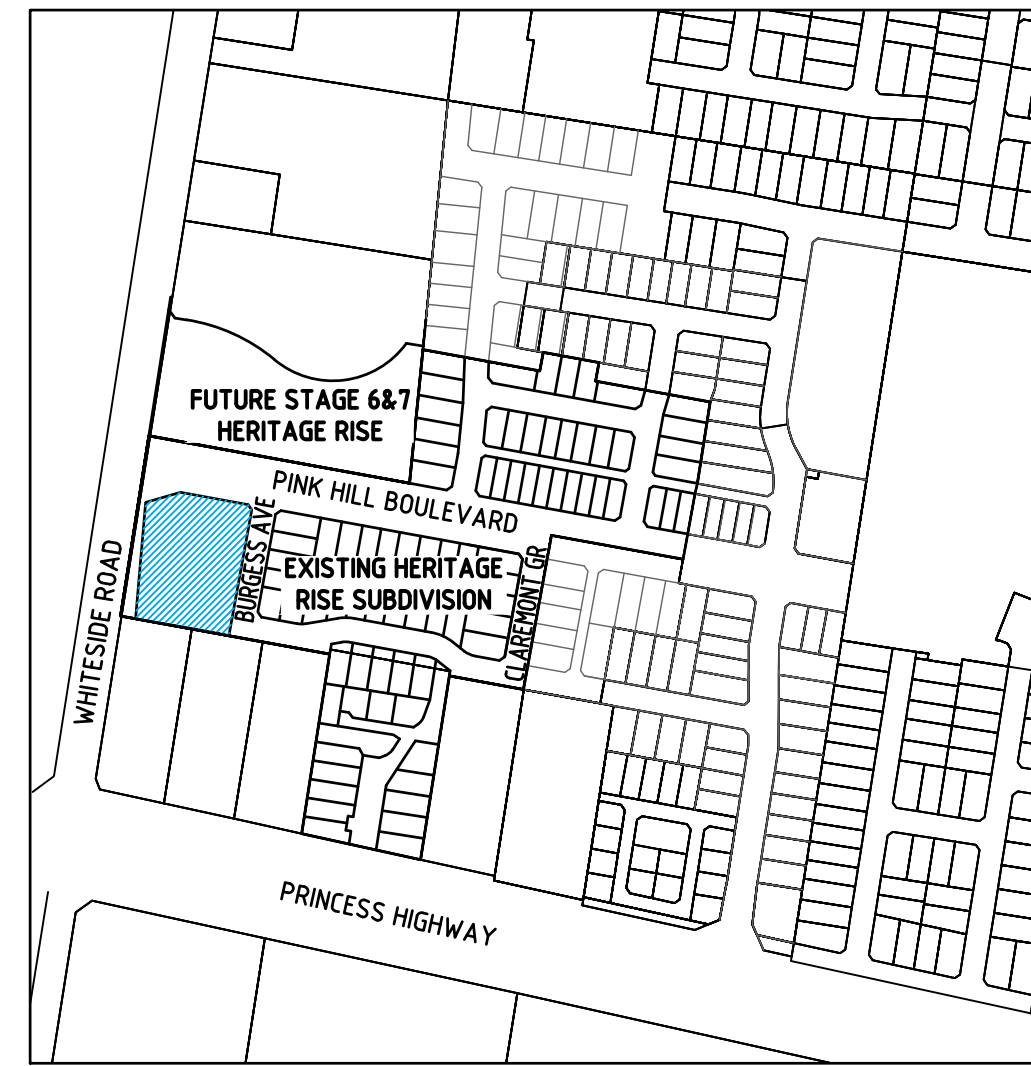 FUTURE STAGE 6&7
HERITAGE RISE
PINK HILL BOULEVARD
BURGESS AVE
EXISTING HERITAGE
RISE SUBDIVISION
CLAREMONT GR
WHITESIDE ROAD
PRINCESS HIGHWAY